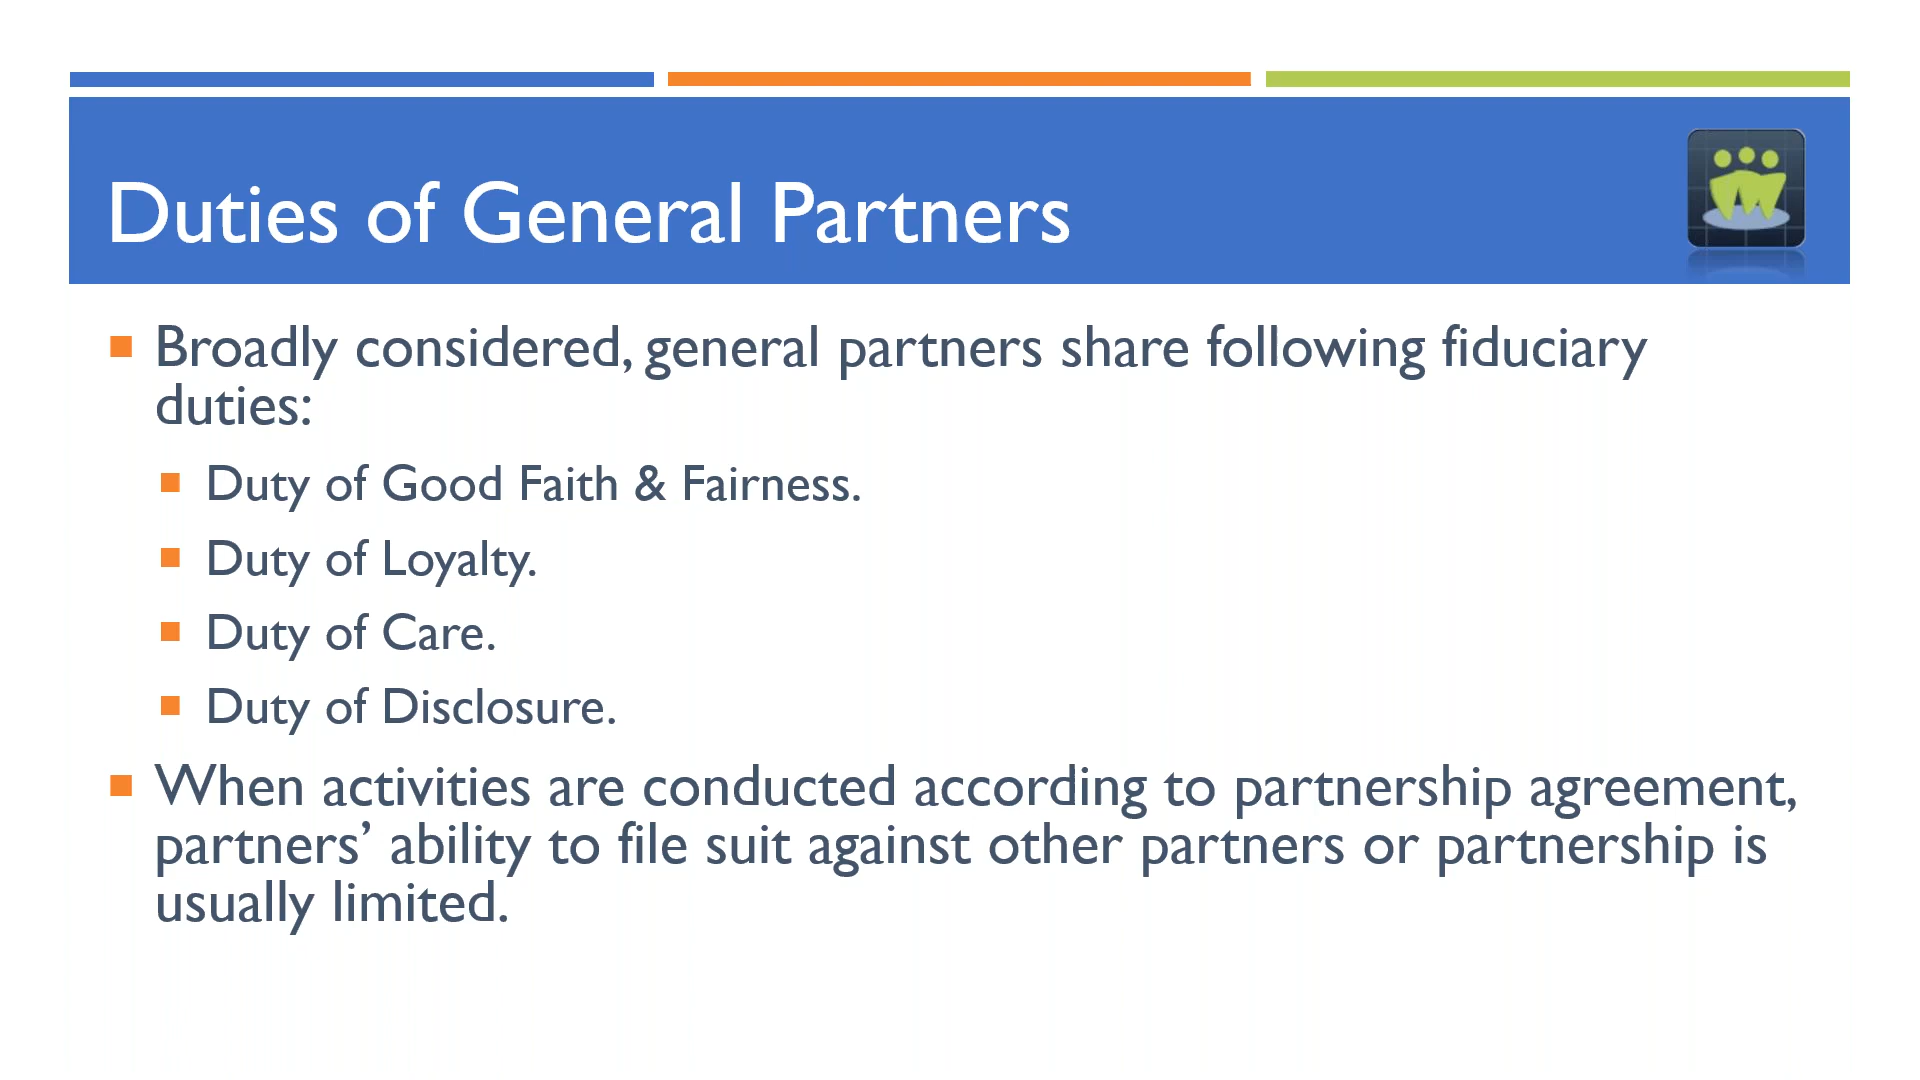 Duties of General Partners
Broadly considered, general partners share following fiduciary
duties:
Duty of Good Faith & Fairness.
Duty of Loyalty.
Duty of Care.
Duty of Disclosure.
When activities are conducted according to partnership agreement,
partners’ ability to file suit against other partners or partnership is
usually limited.